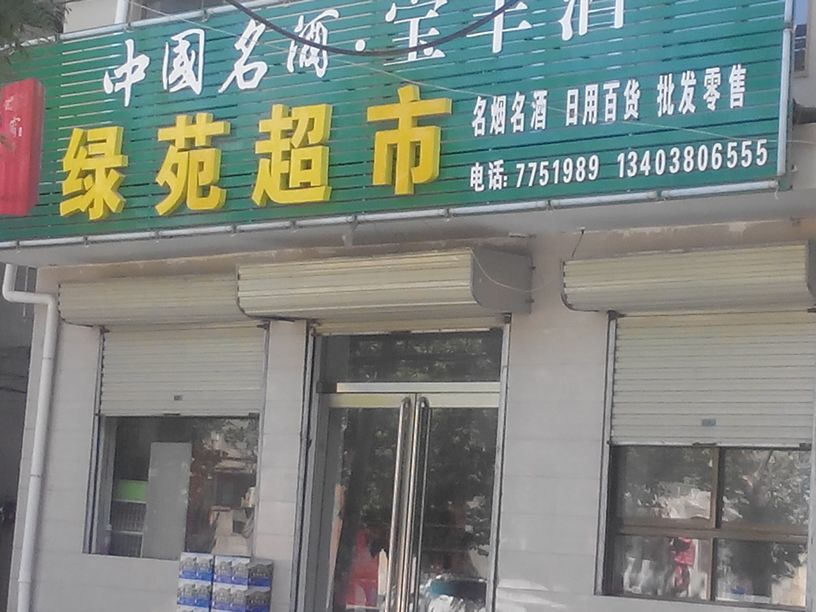 中國名酒·宝丰酒
绿苑超市
名烟名酒 日用百货 批发零售
电话:7751989 13403806555